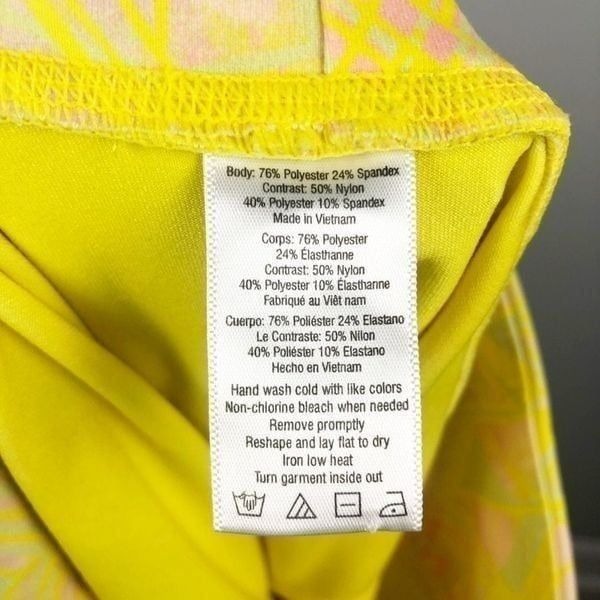 Body: 76% Polyester 24% Spandex
Contrast: 50% Nylon
40% Polyester 10% Spandex
Made in Vietnam
Corps: 76% Polyester
24% Élasthanne
Contrast: 50% Nylon
40% Polyester 10% Élasthanne
Fabriqué au Viêt nam
Cuerpo: 76% Poliéster 24% Elastano
Le Contraste: 50% Nilon
40% Poliéster 10% Elastano
Hecho en Vietnam
Hand wash cold with like colors
Non-chlorine bleach when needed
Remove promptly
Reshape and lay flat to dry
Iron low heat
Turn garment inside out